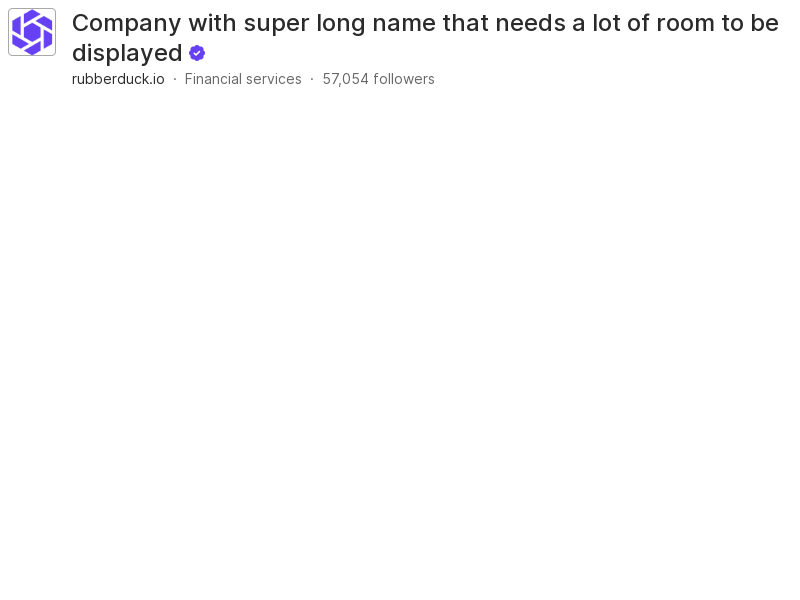 Company with super long name that needs a lot of room to be
displayed
rubberduck.io · Financial services · 57,054 followers